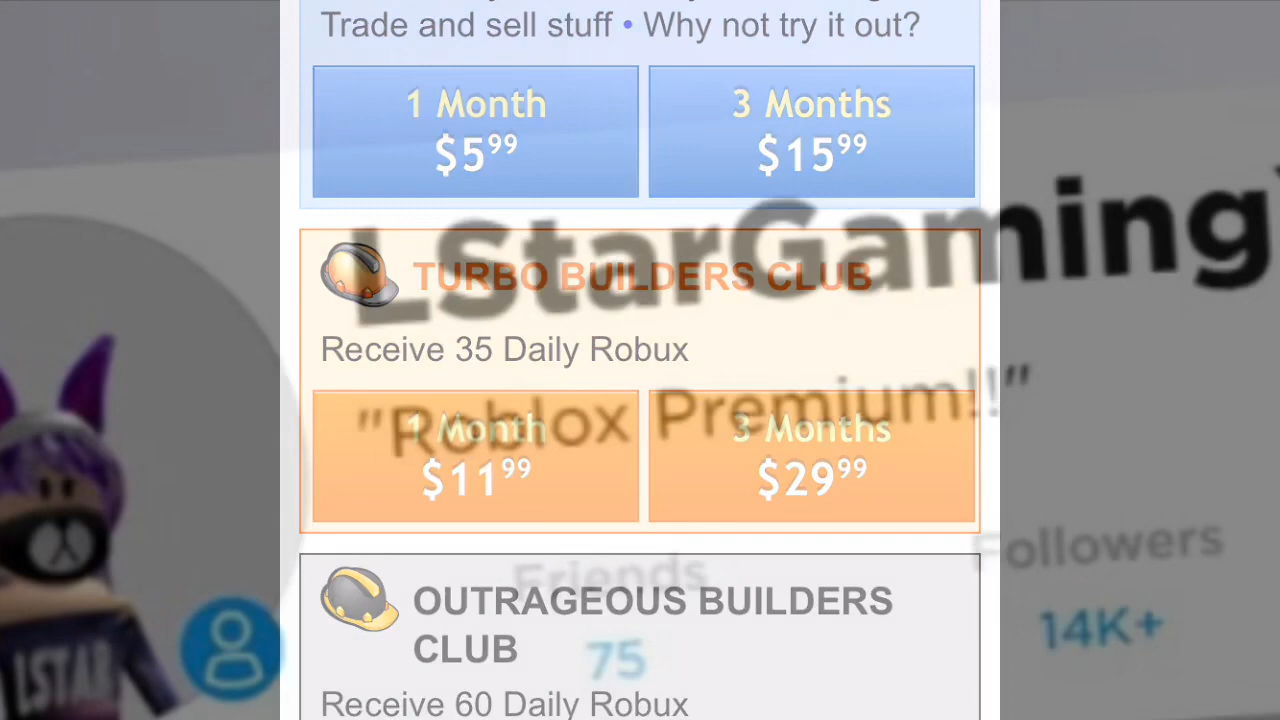 Trade and sell stuff • Why not try it out?
1 Month
$5⁹⁹
3 Months
$15⁹⁹
LStarGaming
TURBO BUILDERS CLUB
Receive 35 Daily Robux
"Roblox Premium!!"
1 Month
$11⁹⁹
3 Months
$29⁹⁹
Friends
75
Followers
14K+
OUTRAGEOUS BUILDERS
CLUB
Receive 60 Daily Robux
LSTAR